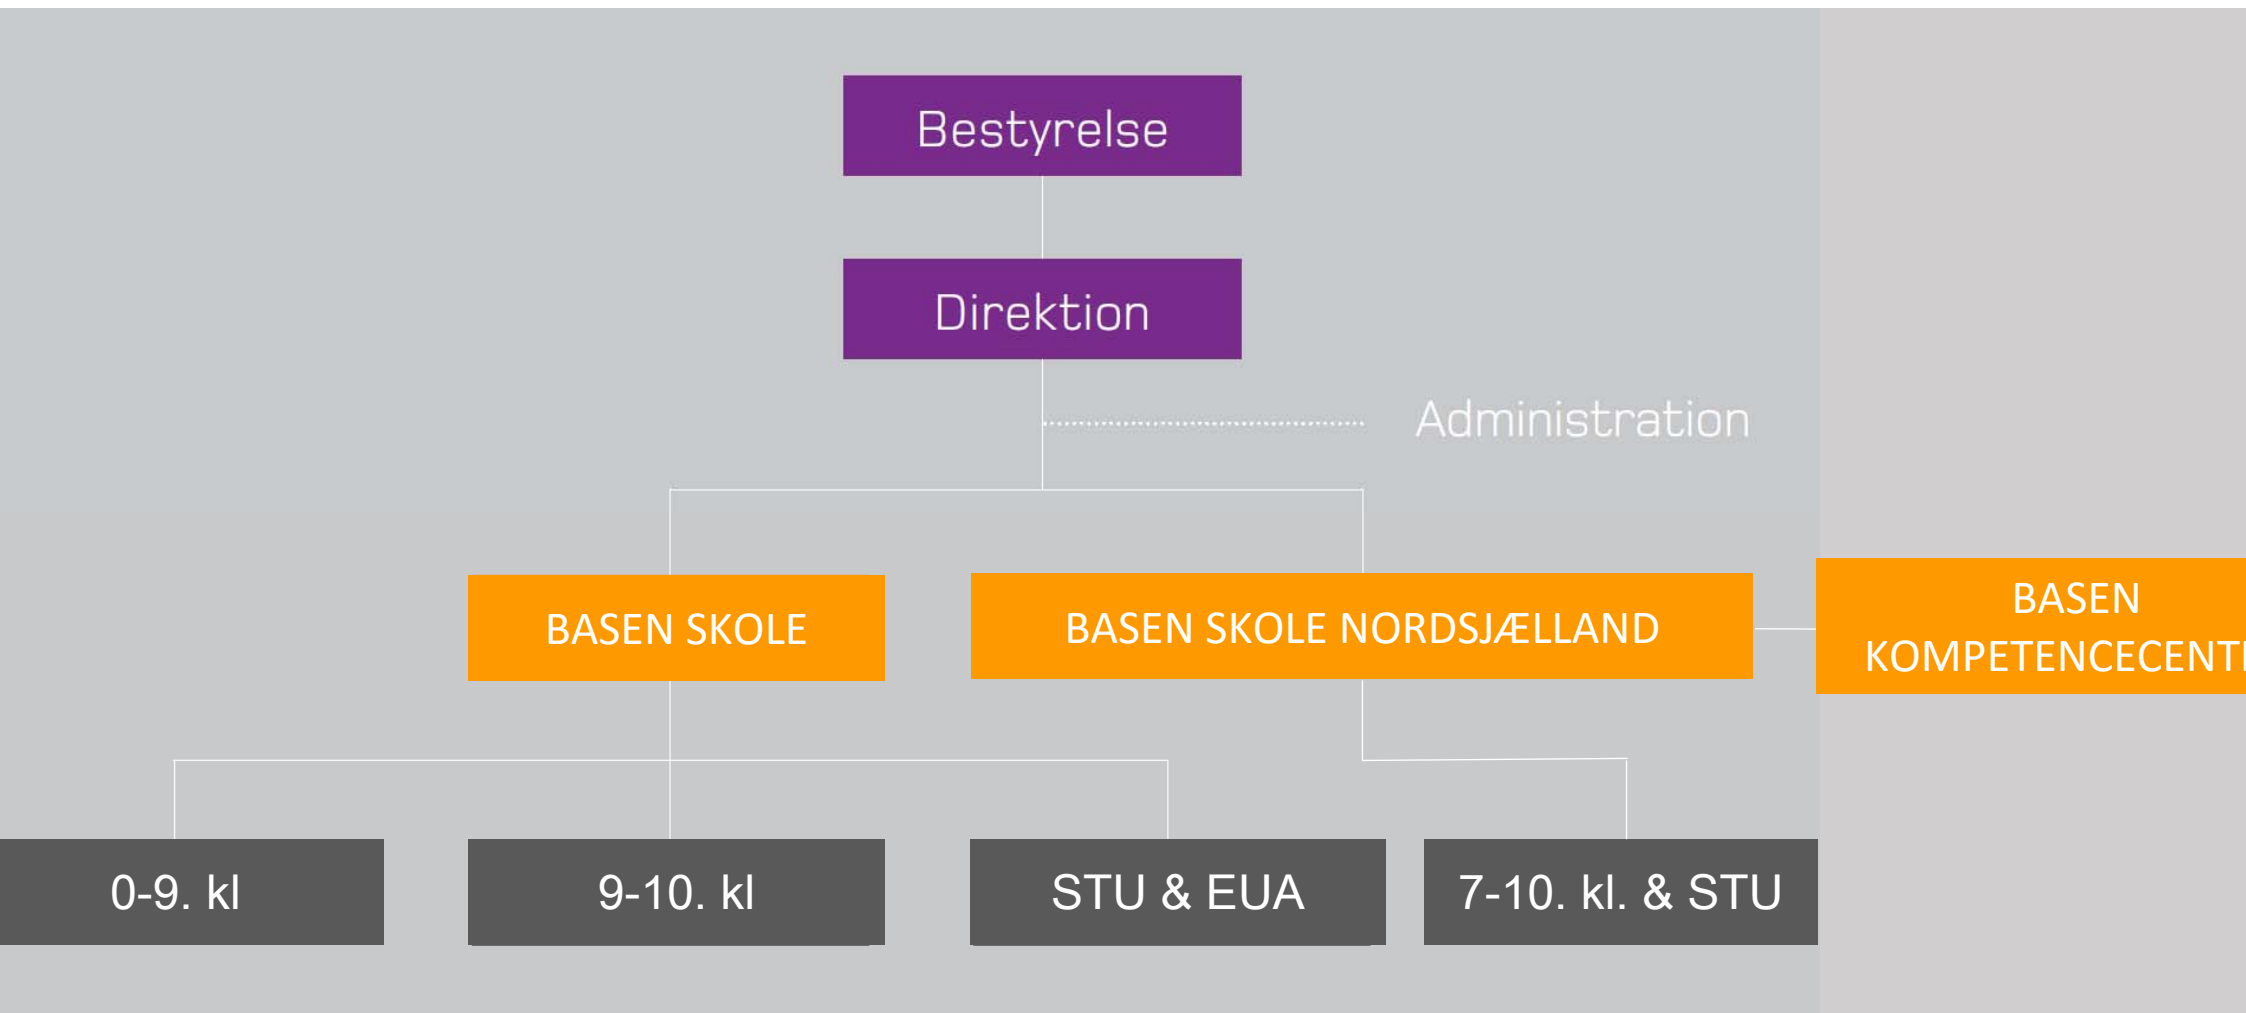 Bestyrelse
Direktion
Administration
BASEN SKOLE
BASEN SKOLE NORDSJÆLLAND
BASEN
0-9. kl
9-10. kl
STU & EUA
7-10. kl. & STU